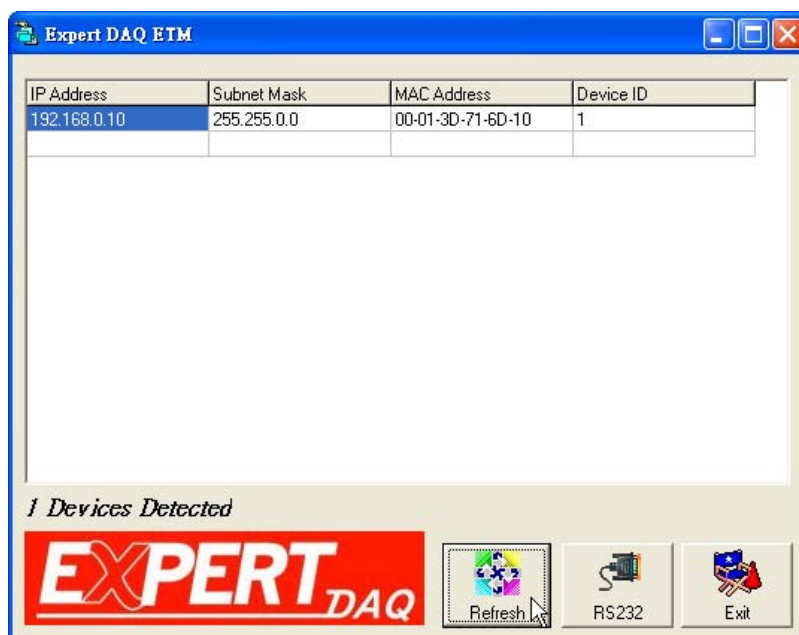 Expert DAQ ETM
IP Address Subnet Mask MAC Address Device ID
192.168.0.10 255.255.0.0 00-01-3D-71-6D-10 1
1 Devices Detected
EXPERT DAQ
Refresh RS232 Exit